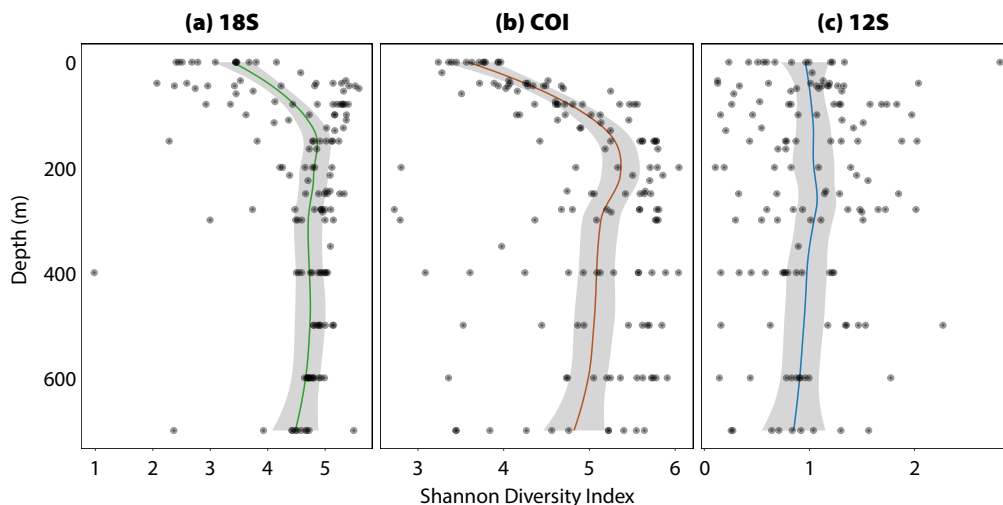 (a) 18S (b) COI (c) 12S
0
200
400
600
Depth (m)
1 2 3 4 5 3 4 5 6 0 1 2
Shannon Diversity Index